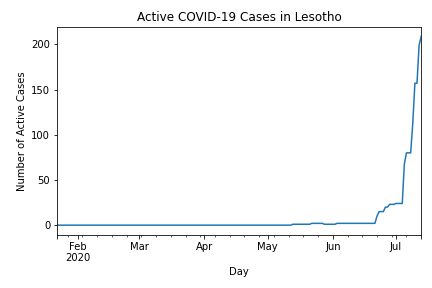 Active COVID-19 Cases in Lesotho
200
150
100
50
0
Number of Active Cases
Feb Mar Apr May Jun Jul
2020
Day